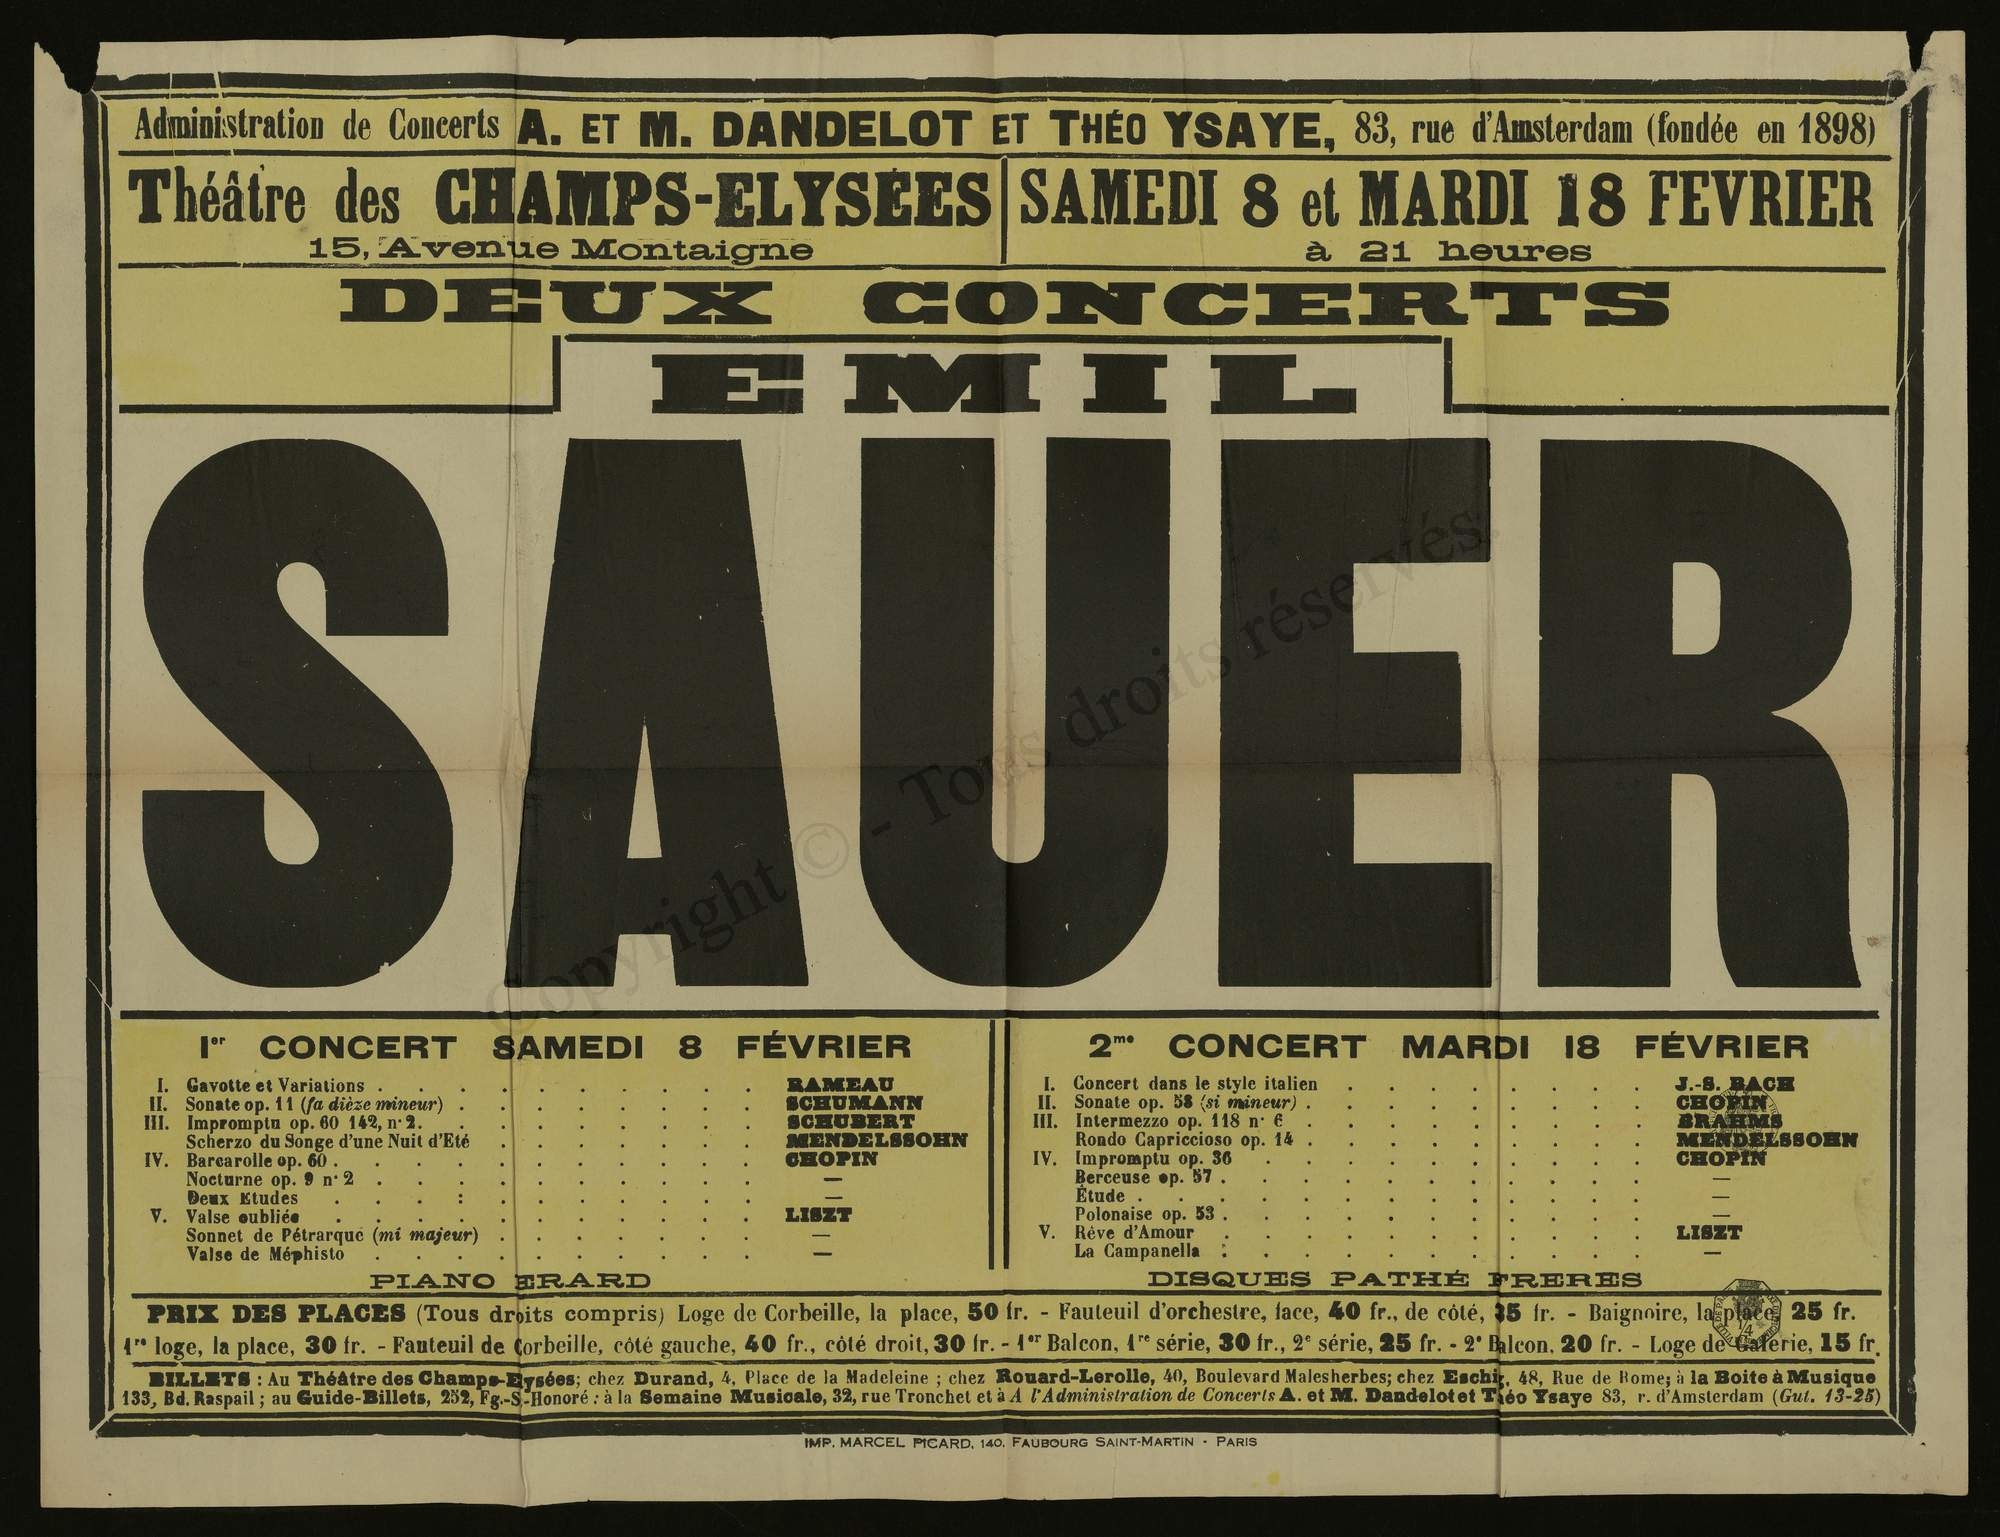 Administration de Concerts A. ET M. DANDELOT ET THÉO YSAYE, 83, rue d'Amsterdam (fondée en 1898)
Théâtre des CHAMPS-ELYSÉES
15, Avenue Montaigne
SAMEDI 8 et MARDI 18 FEVRIER
à 21 heures
DEUX CONCERTS
EMIL
SAUER
1er CONCERT SAMEDI 8 FÉVRIER
I. Gavotte et Variations . . . . . . . . . . RAMEAU
II. Sonate op. 11 (fa dièze mineur) . . . . . . . . SCHUMANN
III. Impromptu op. 60 142, n° 2. . . . . . . . . SCHUBERT
Scherzo du Songe d'une Nuit d'Eté . . . . . . . MENDELSSOHN
IV. Barcarolle op. 60 . . . . . . . . . . . CHOPIN
Nocturne op. 9 n° 2 . . . . . . . . . . —
Deux Etudes . . . . . . . . . . . —
V. Valse oubliée . . . . . . . . . . . LISZT
Sonnet de Pétrarque (mi majeur) . . . . . . . —
Valse de Méphisto . . . . . . . . . . —
PIANO ERARD
2me CONCERT MARDI 18 FÉVRIER
I. Concert dans le style italien . . . . . . . . J.-S. BACH
II. Sonate op. 58 (si mineur) . . . . . . . . . CHOPIN
III. Intermezzo op. 118 n° 6 . . . . . . . . . BRAHMS
Rondo Capriccioso op. 14 . . . . . . . . . MENDELSSOHN
IV. Impromptu op. 36 . . . . . . . . . . CHOPIN
Berceuse op. 57 . . . . . . . . . . . —
Étude . . . . . . . . . . . . . —
Polonaise op. 53 . . . . . . . . . . . —
V. Rêve d'Amour . . . . . . . . . . . LISZT
La Campanella . . . . . . . . . . . —
DISQUES PATHÉ FRERES
PRIX DES PLACES (Tous droits compris) Loge de Corbeille, la place, 50 fr. - Fauteuil d'orchestre, face, 40 fr., de côté, 35 fr. - Baignoire, la place 25 fr.
1re loge, la place, 30 fr. - Fauteuil de Corbeille, côté gauche, 40 fr., côté droit, 30 fr. - 1er Balcon, 1re série, 30 fr., 2e série, 25 fr. - 2e Balcon, 20 fr. - Loge de Galerie, 15 fr.
BILLETS : Au Théâtre des Champs-Elysées; chez Durand, 4, Place de la Madeleine ; chez Rouard-Lerolle, 40, Boulevard Malesherbes; chez Eschig, 48, Rue de Rome; à la Boite à Musique
133, Bd. Raspail ; au Guide-Billets, 252, Fg.-S.-Honoré : à la Semaine Musicale, 32, rue Tronchet et à A l'Administration de Concerts A. et M. Dandelot et Théo Ysaye 83, r. d'Amsterdam (Gut. 13-25)
IMP. MARCEL PICARD, 140, FAUBOURG SAINT-MARTIN - PARIS
Copyright © - Tous droits réservés.